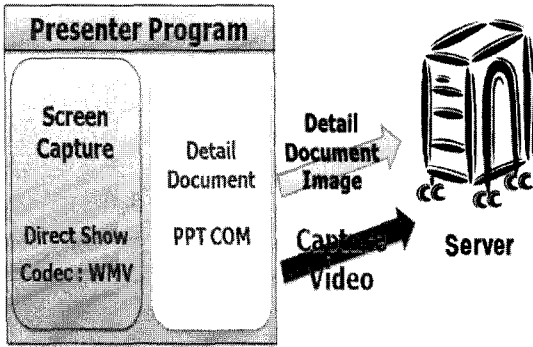 Presenter Program
Screen
Capture
Direct Show
Codec : WMV
Detail
Document
PPT COM
Detail
Document
Image
Capture
Video
Server